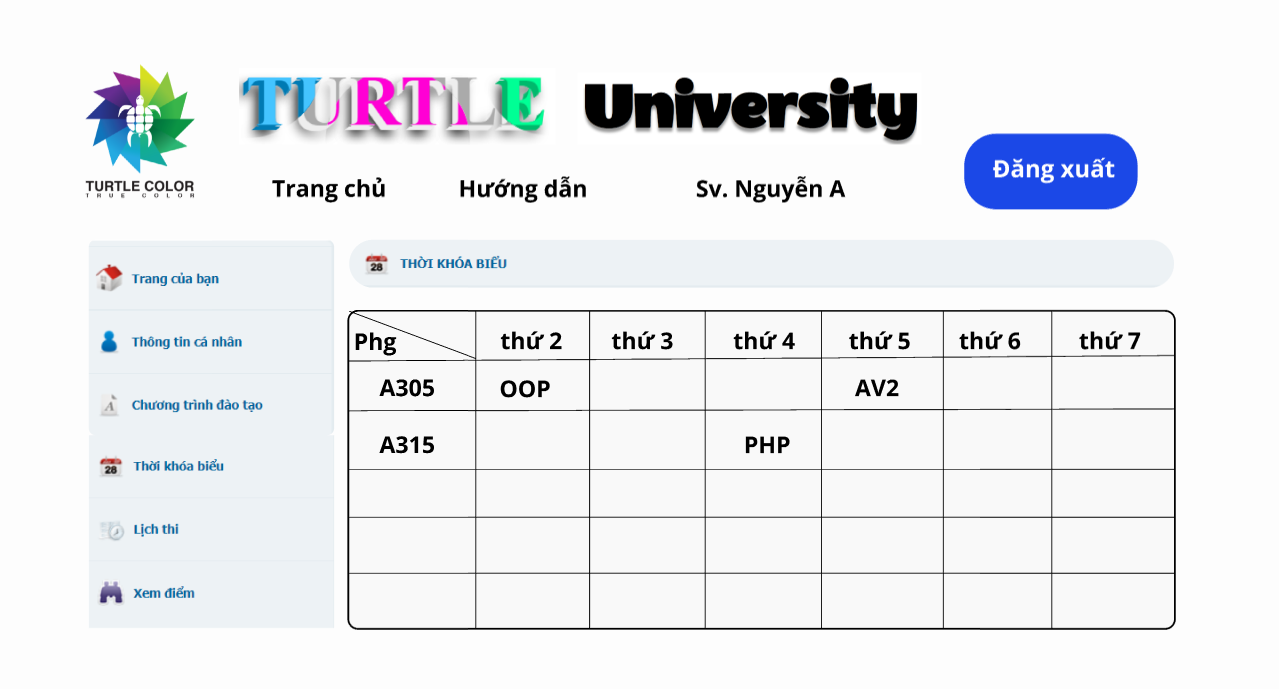 TURTLE University
TURTLE COLOR
TRUE COLOR
Trang chủ Hướng dẫn Sv. Nguyễn A Đăng xuất
Trang của bạn
Thông tin cá nhân
Chương trình đào tạo
28 Thời khóa biểu
Lịch thi
Xem điểm
28 THỜI KHÓA BIỂU
Phg thứ 2 thứ 3 thứ 4 thứ 5 thứ 6 thứ 7
A305 OOP AV2
A315 PHP